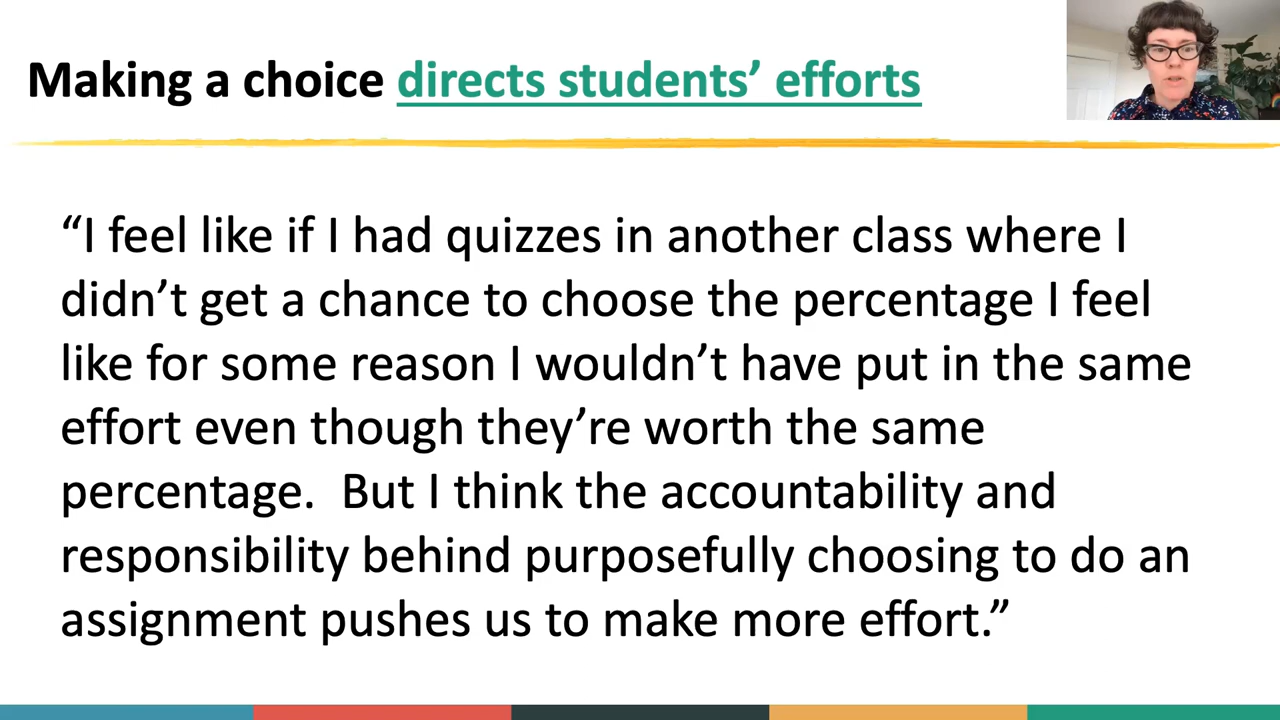 Making a choice directs students’ efforts
“I feel like if I had quizzes in another class where I
didn’t get a chance to choose the percentage I feel
like for some reason I wouldn’t have put in the same
effort even though they’re worth the same
percentage.  But I think the accountability and
responsibility behind purposefully choosing to do an
assignment pushes us to make more effort.”